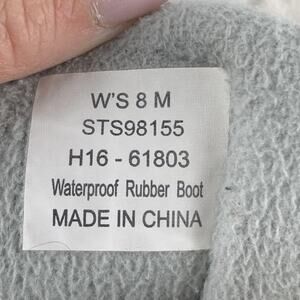 W'S 8 M
STS98155
H16 - 61803
Waterproof Rubber Boot
MADE IN CHINA